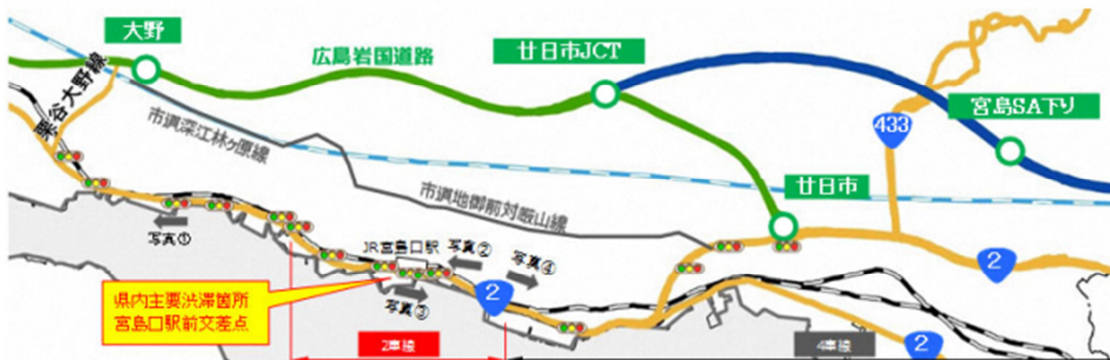 大野
広島岩国道路
廿日市JCT
宮島SA下り
栗谷大野線
市道深江林ヶ原線
433
廿日市
市道地御前対厳山線
写真①
JR宮島口駅
写真②
写真④
2
2
写真③
県内主要渋滞箇所
宮島口駅前交差点
2車線
4車線
2